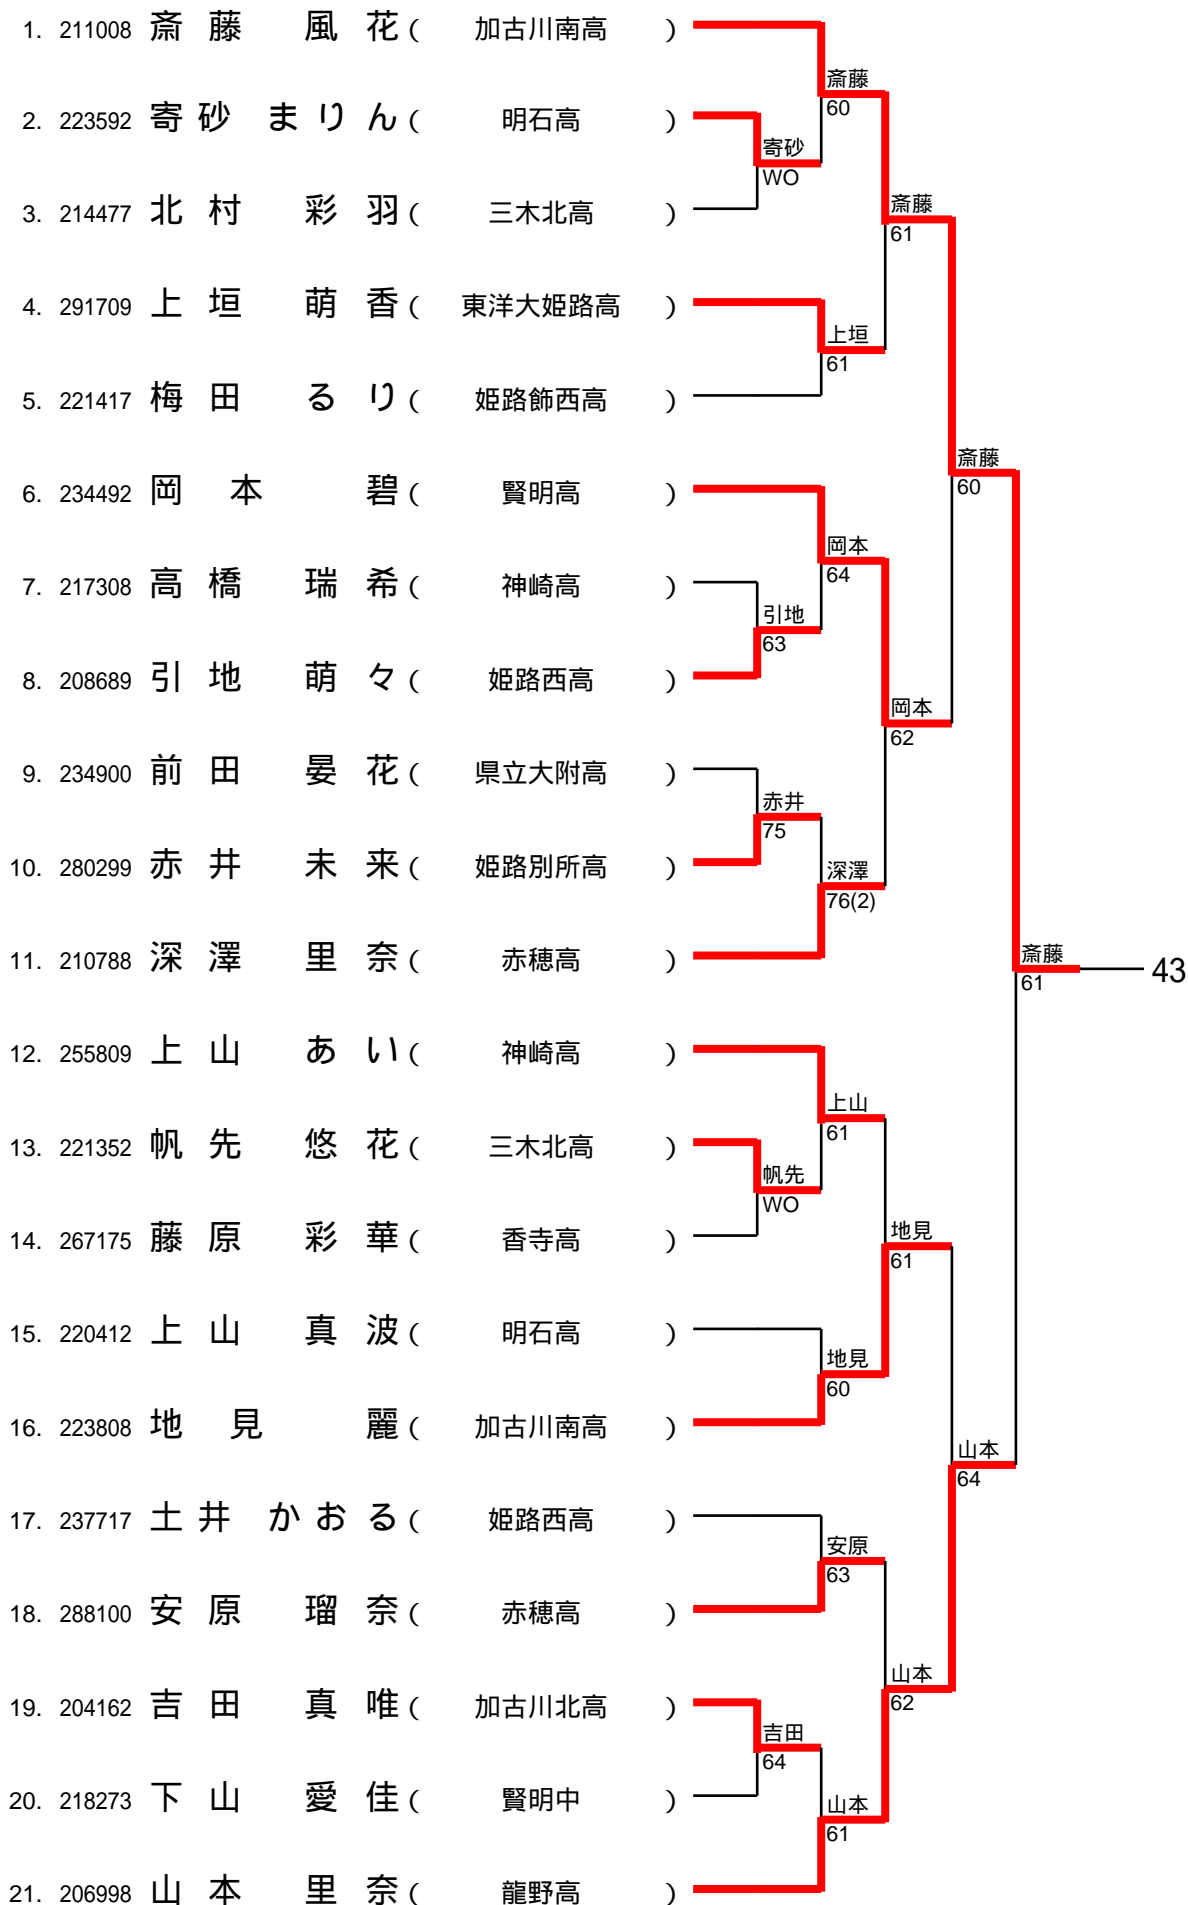 1. 211008 斎藤 風花 ( 加古川南高 )
斎藤
60
2. 223592 寄砂 まりん ( 明石高 )
寄砂
WO
3. 214477 北村 彩羽 ( 三木北高 )
斎藤
61
4. 291709 上垣 萌香 ( 東洋大姫路高 )
上垣
61
5. 221417 梅田 るり ( 姫路飾西高 )
斎藤
60
6. 234492 岡本 碧 ( 賢明高 )
岡本
64
7. 217308 高橋 瑞希 ( 神崎高 )
引地
63
8. 208689 引地 萌々 ( 姫路西高 )
岡本
62
9. 234900 前田 晏花 ( 県立大附高 )
赤井
75
10. 280299 赤井 未来 ( 姫路別所高 )
深澤
76(2)
11. 210788 深澤 里奈 ( 赤穂高 )
斎藤
61
43
12. 255809 上山 あい ( 神崎高 )
上山
61
13. 221352 帆先 悠花 ( 三木北高 )
帆先
WO
14. 267175 藤原 彩華 ( 香寺高 )
地見
61
15. 220412 上山 真波 ( 明石高 )
地見
60
16. 223808 地見 麗 ( 加古川南高 )
山本
64
17. 237717 土井 かおる ( 姫路西高 )
安原
63
18. 288100 安原 瑠奈 ( 赤穂高 )
山本
62
19. 204162 吉田 真唯 ( 加古川北高 )
吉田
64
20. 218273 下山 愛佳 ( 賢明中 )
山本
61
21. 206998 山本 里奈 ( 龍野高 )